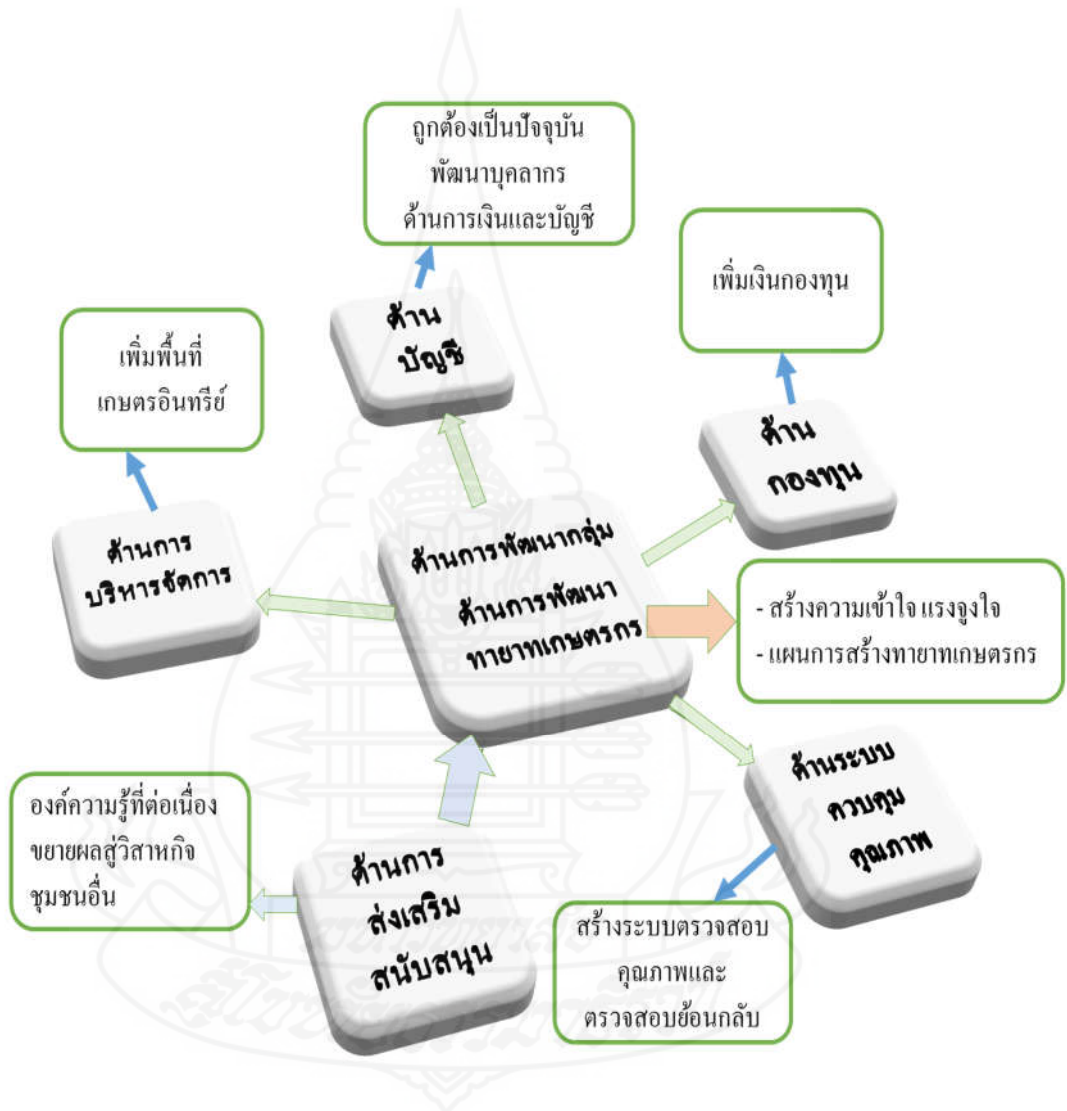 ถูกต้องเป็นปัจจุบัน
พัฒนาบุคลากร
ด้านการเงินและบัญชี
เพิ่มเงินกองทุน
ด้าน
บัญชี
เพิ่มพื้นที่
เกษตรอินทรีย์
ด้าน
กองทุน
ด้านการ
บริหารจัดการ
ด้านการพัฒนากลุ่ม
ด้านการพัฒนา
ทายาทเกษตรกร
- สร้างความเข้าใจ แรงจูงใจ
- แผนการสร้างทายาทเกษตรกร
ด้านระบบ
ควบคุม
คุณภาพ
องค์ความรู้ที่ต่อเนื่อง
ขยายผลสู่วิสาหกิจ
ชุมชนอื่น
ด้านการ
ส่งเสริม
สนับสนุน
สร้างระบบตรวจสอบ
คุณภาพและ
ตรวจสอบย้อนกลับ